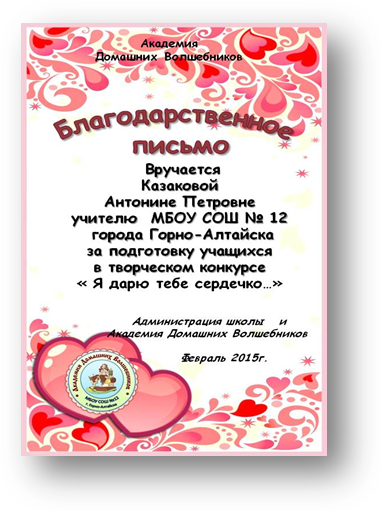 Академия
Домашних Волшебников
Благодарственное
письмо
Вручается
Казаковой
Антонине Петровне
учителю МБОУ СОШ № 12
города Горно-Алтайска
за подготовку учащихся
в творческом конкурсе
« Я дарю тебе сердечко...»
Администрация школы и
Академия Домашних Волшебников
Февраль 2015г.
Академия Домашних Волшебников
МБОУ СОШ №12
г. Горно-Алтайска